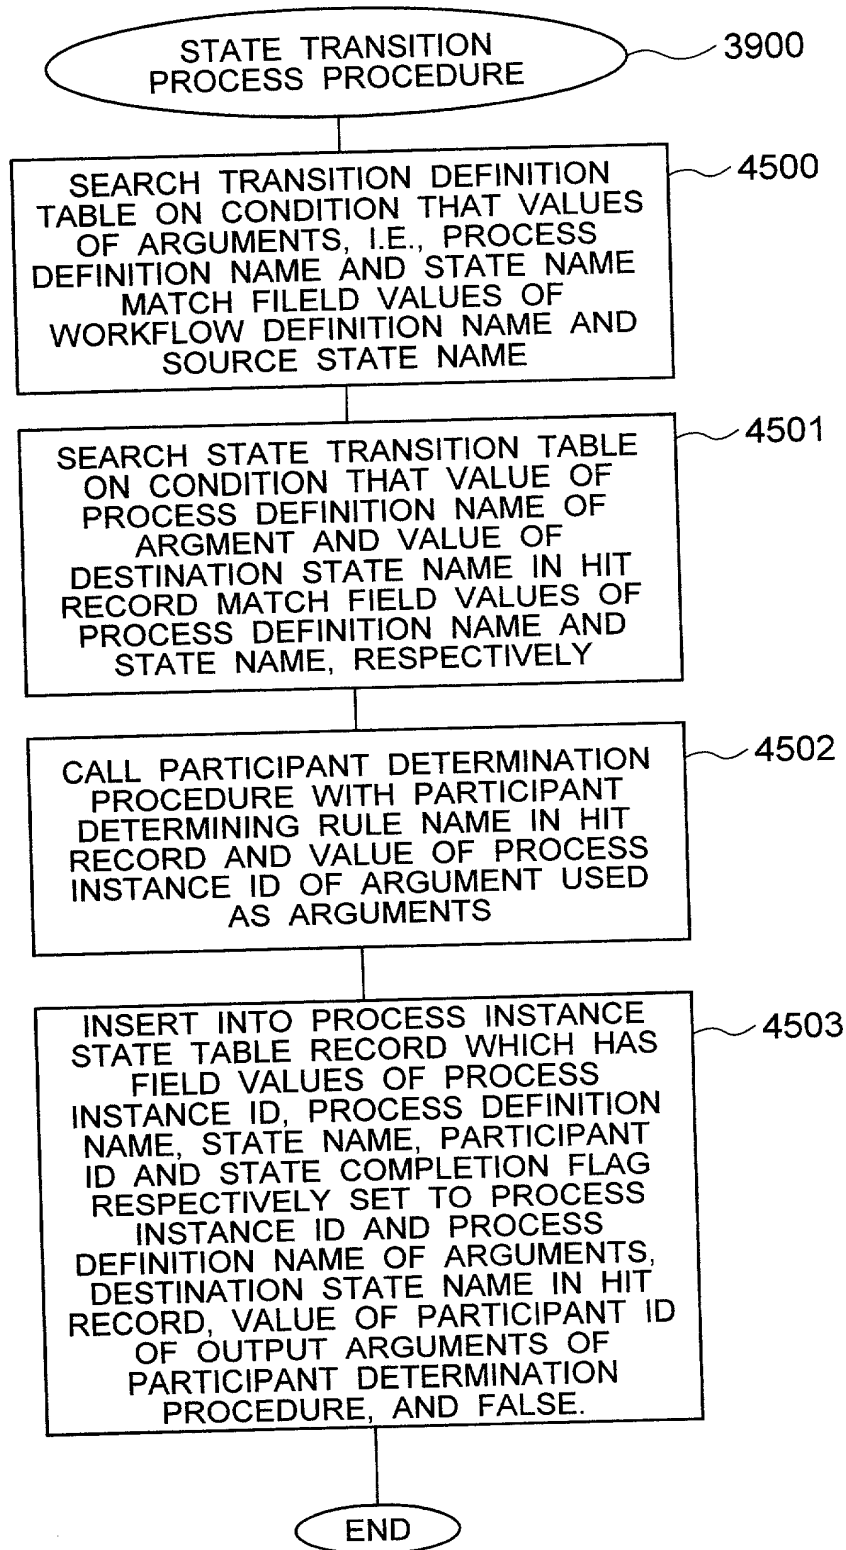 STATE TRANSITION
PROCESS PROCEDURE
3900
SEARCH TRANSITION DEFINITION
TABLE ON CONDITION THAT VALUES
OF ARGUMENTS, I.E., PROCESS
DEFINITION NAME AND STATE NAME
MATCH FILELD VALUES OF
WORKFLOW DEFINITION NAME AND
SOURCE STATE NAME
4500
SEARCH STATE TRANSITION TABLE
ON CONDITION THAT VALUE OF
PROCESS DEFINITION NAME OF
ARGMENT AND VALUE OF
DESTINATION STATE NAME IN HIT
RECORD MATCH FIELD VALUES OF
PROCESS DEFINITION NAME AND
STATE NAME, RESPECTIVELY
4501
CALL PARTICIPANT DETERMINATION
PROCEDURE WITH PARTICIPANT
DETERMINING RULE NAME IN HIT
RECORD AND VALUE OF PROCESS
INSTANCE ID OF ARGUMENT USED
AS ARGUMENTS
4502
INSERT INTO PROCESS INSTANCE
STATE TABLE RECORD WHICH HAS
FIELD VALUES OF PROCESS
INSTANCE ID, PROCESS DEFINITION
NAME, STATE NAME, PARTICIPANT
ID AND STATE COMPLETION FLAG
RESPECTIVELY SET TO PROCESS
INSTANCE ID AND PROCESS
DEFINITION NAME OF ARGUMENTS,
DESTINATION STATE NAME IN HIT
RECORD, VALUE OF PARTICIPANT ID
OF OUTPUT ARGUMENTS OF
PARTICIPANT DETERMINATION
PROCEDURE, AND FALSE.
4503
END